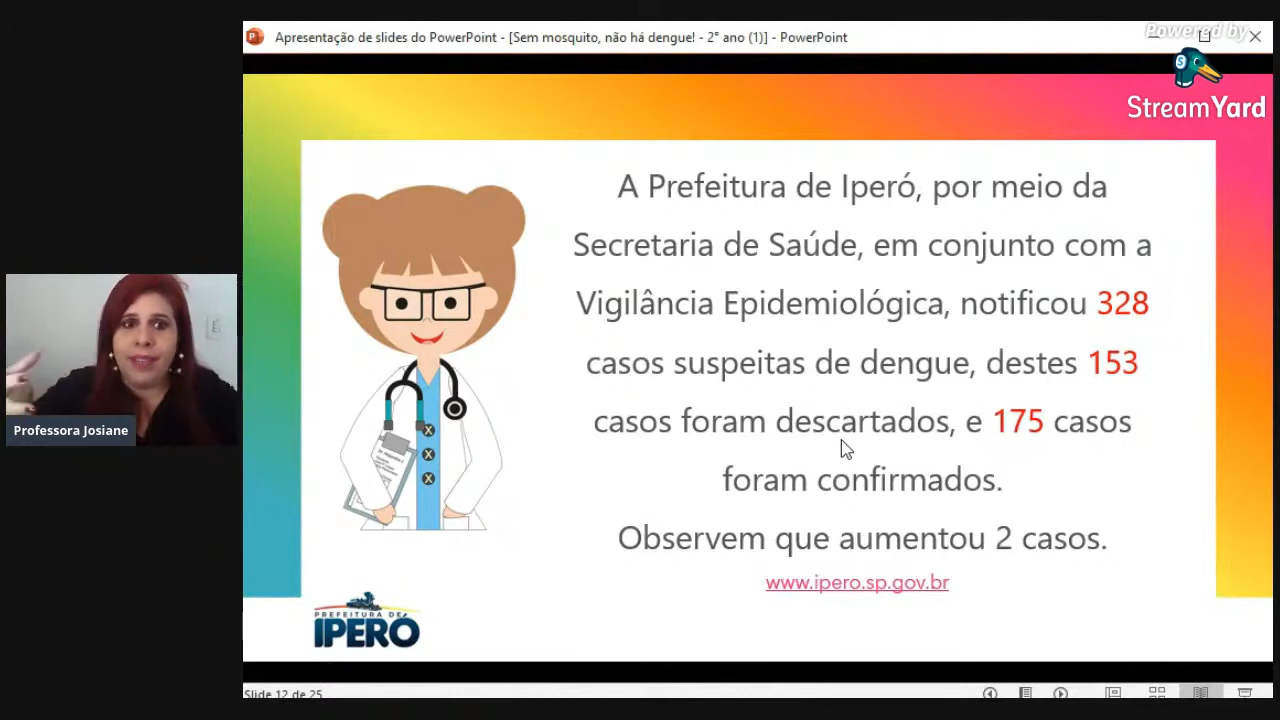 Apresentação de slides do PowerPoint - [Sem mosquito, não há dengue! - 2° ano (1)] - PowerPoint
Powered by
StreamYard
A Prefeitura de Iperó, por meio da
Secretaria de Saúde, em conjunto com a
Vigilância Epidemiológica, notificou 328
casos suspeitas de dengue, destes 153
casos foram descartados, e 175 casos
foram confirmados.
Observem que aumentou 2 casos.
www.ipero.sp.gov.br
Professora Josiane
PREFEITURA DE
IPERÓ
Slide 12 de 25